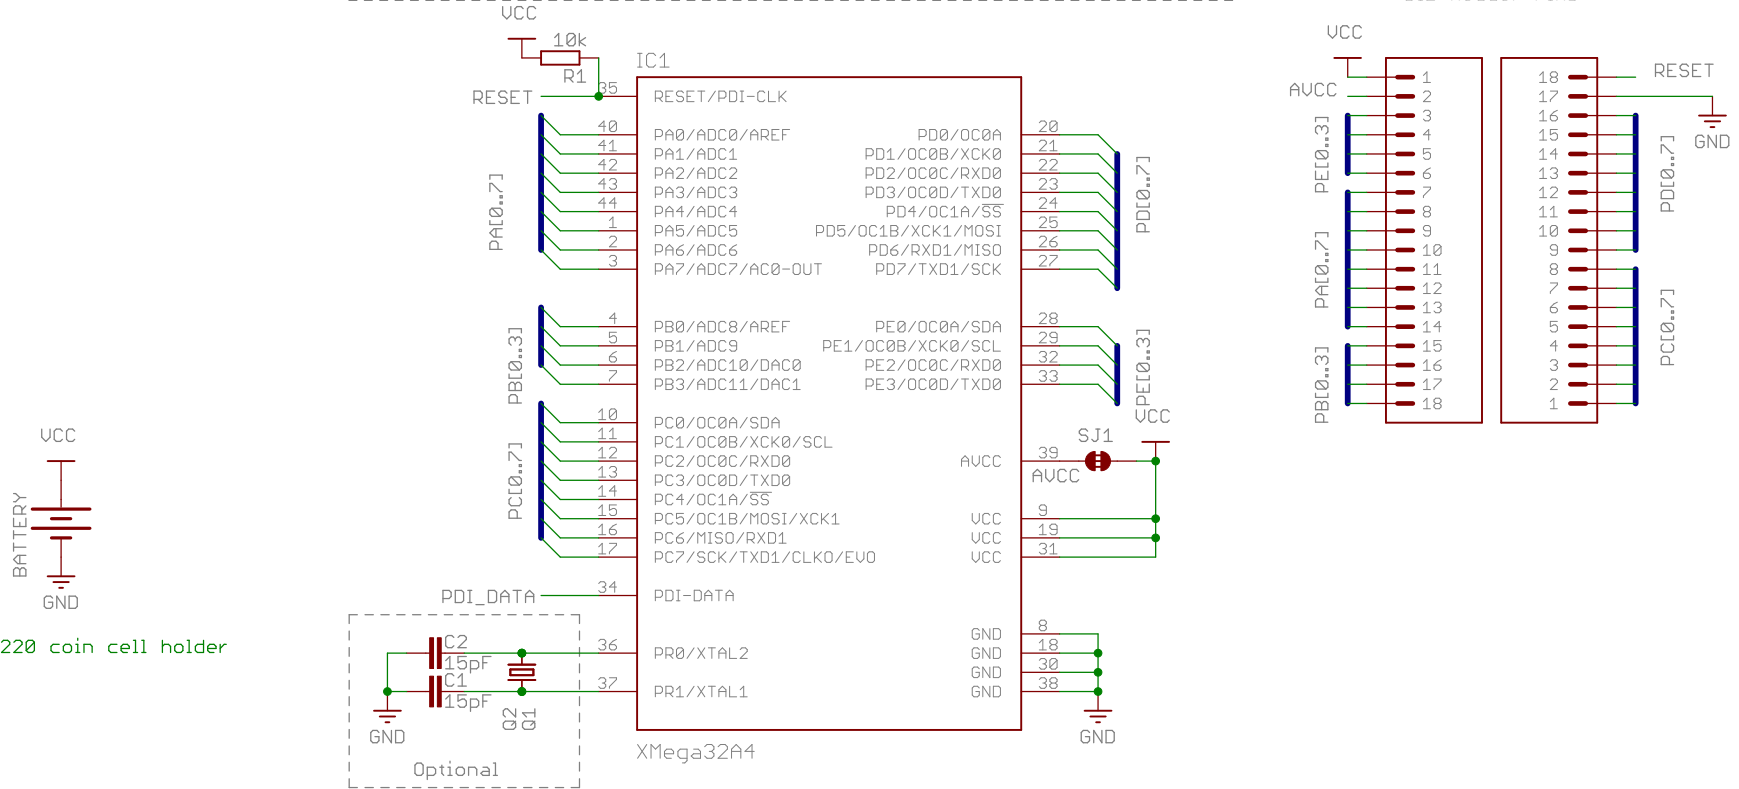 VCC
10k
R1
RESET
35
IC1
RESET/PDI-CLK
PA[0..7]
40
41
42
43
44
1
2
3
PA0/ADC0/AREF
PA1/ADC1
PA2/ADC2
PA3/ADC3
PA4/ADC4
PA5/ADC5
PA6/ADC6
PA7/ADC7/AC0-OUT
PB[0..3]
4
5
6
7
PB0/ADC8/AREF
PB1/ADC9
PB2/ADC10/DAC0
PB3/ADC11/DAC1
PC[0..7]
10
11
12
13
14
15
16
17
PC0/OC0A/SDA
PC1/OC0B/XCK0/SCL
PC2/OC0C/RXD0
PC3/OC0D/TXD0
PC4/OC1A/SS
PC5/OC1B/MOSI/XCK1
PC6/MISO/RXD1
PC7/SCK/TXD1/CLKO/EVO
PDI_DATA
34
PDI-DATA
36
PR0/XTAL2
37
PR1/XTAL1
C2
15pF
C1
15pF
Q2
Q1
GND
Optional
XMega32A4
PD0/OC0A
PD1/OC0B/XCK0
PD2/OC0C/RXD0
PD3/OC0D/TXD0
PD4/OC1A/SS
PD5/OC1B/XCK1/MOSI
PD6/RXD1/MISO
PD7/TXD1/SCK
20
21
22
23
24
25
26
27
PD[0..7]
PE0/OC0A/SDA
PE1/OC0B/XCK0/SCL
PE2/OC0C/RXD0
PE3/OC0D/TXD0
28
29
32
33
PE[0..3]
VCC
SJ1
AVCC
39
AVCC
VCC
VCC
VCC
9
19
31
GND
GND
GND
GND
8
18
30
38
GND
VCC
BATTERY
GND
220 coin cell holder
VCC
AVCC
PE[0..3]
PA[0..7]
PB[0..3]
1
2
3
4
5
6
7
8
9
10
11
12
13
14
15
16
17
18
18
17
16
15
14
13
12
11
10
9
8
7
6
5
4
3
2
1
RESET
GND
PD[0..7]
PC[0..7]